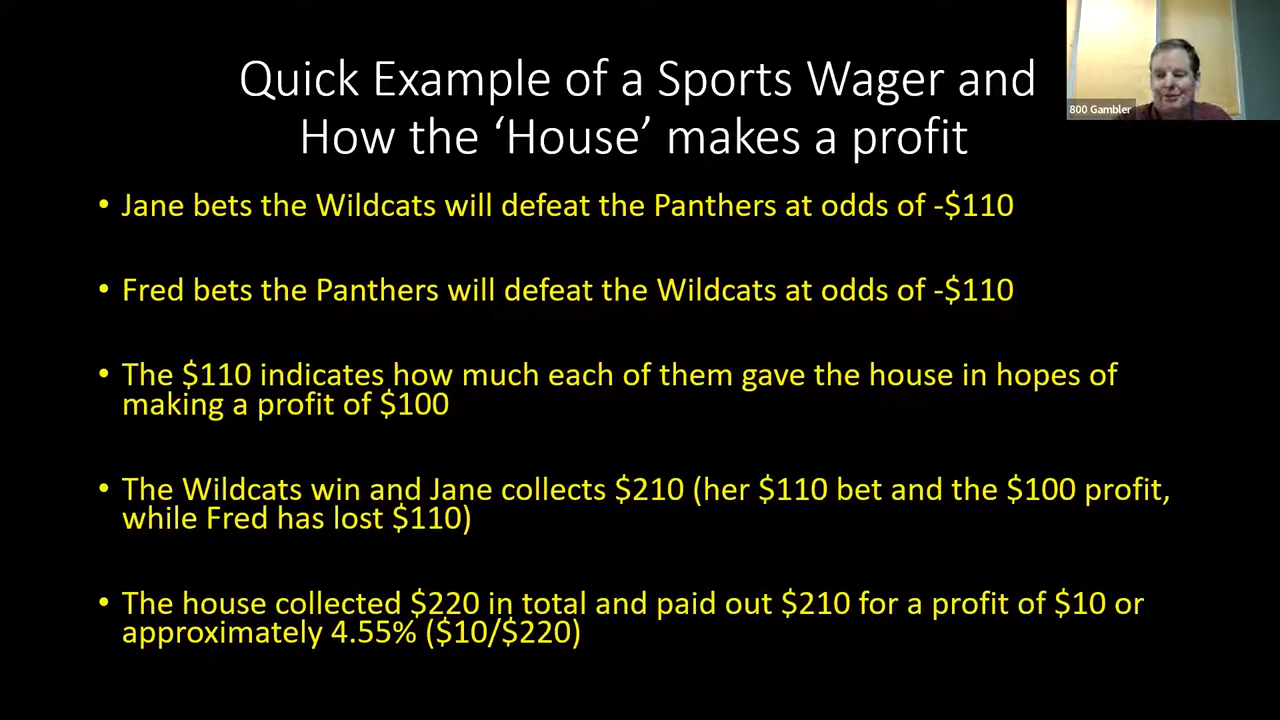 Quick Example of a Sports Wager and
How the ‘House’ makes a profit
800 Gambler
• Jane bets the Wildcats will defeat the Panthers at odds of -$110
• Fred bets the Panthers will defeat the Wildcats at odds of -$110
• The $110 indicates how much each of them gave the house in hopes of
making a profit of $100
• The Wildcats win and Jane collects $210 (her $110 bet and the $100 profit,
while Fred has lost $110)
• The house collected $220 in total and paid out $210 for a profit of $10 or
approximately 4.55% ($10/$220)